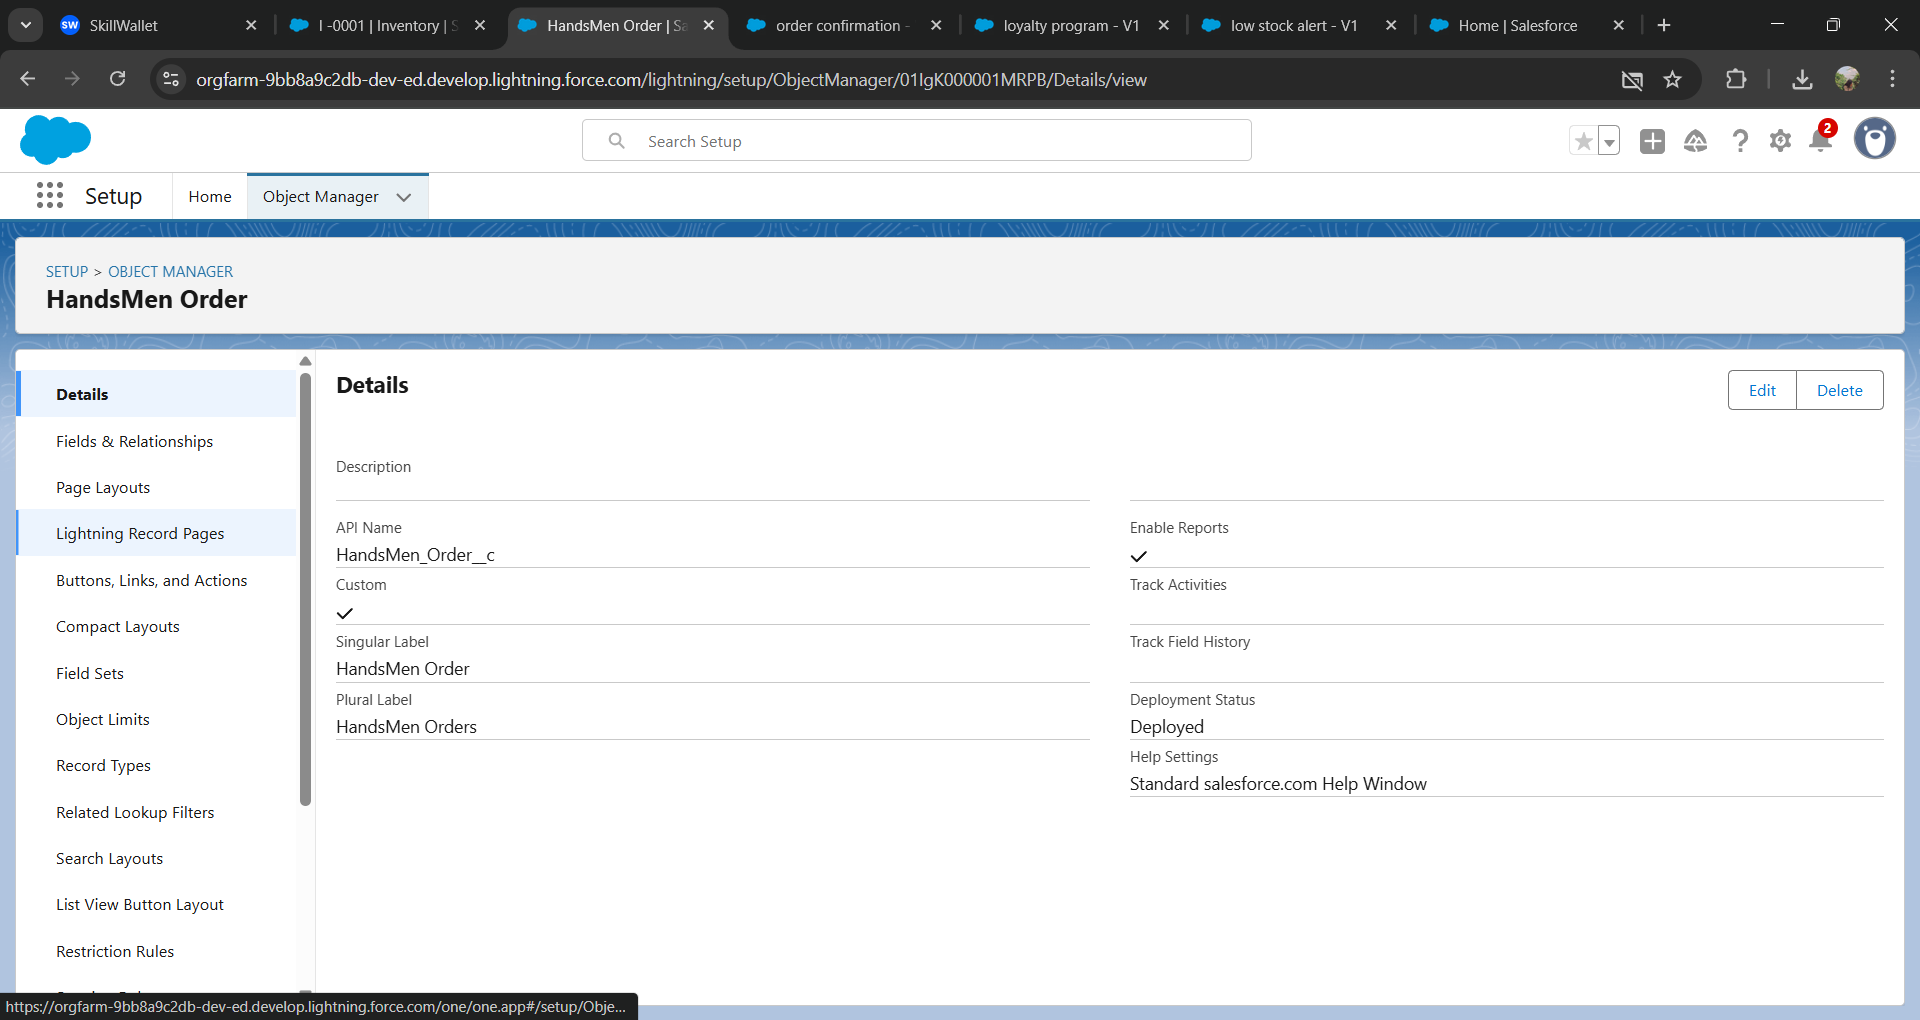 SkillWallet
I -0001 | Inventory | S
HandsMen Order | Sa
order confirmation -
loyalty program - V1
low stock alert - V1
Home | Salesforce
orgfarm-9bb8a9c2db-dev-ed.develop.lightning.force.com/lightning/setup/ObjectManager/01IgK000001MRPB/Details/view
Search Setup
2
Setup
Home
Object Manager
SETUP > OBJECT MANAGER
HandsMen Order
Details
Fields & Relationships
Page Layouts
Lightning Record Pages
Buttons, Links, and Actions
Compact Layouts
Field Sets
Object Limits
Record Types
Related Lookup Filters
Search Layouts
List View Button Layout
Restriction Rules
Details
Edit
Delete
Description
API Name
HandsMen_Order__c
Custom
Singular Label
HandsMen Order
Plural Label
HandsMen Orders
Enable Reports
Track Activities
Track Field History
Deployment Status
Deployed
Help Settings
Standard salesforce.com Help Window
https://orgfarm-9bb8a9c2db-dev-ed.develop.lightning.force.com/one/one.app#/setup/Obje...